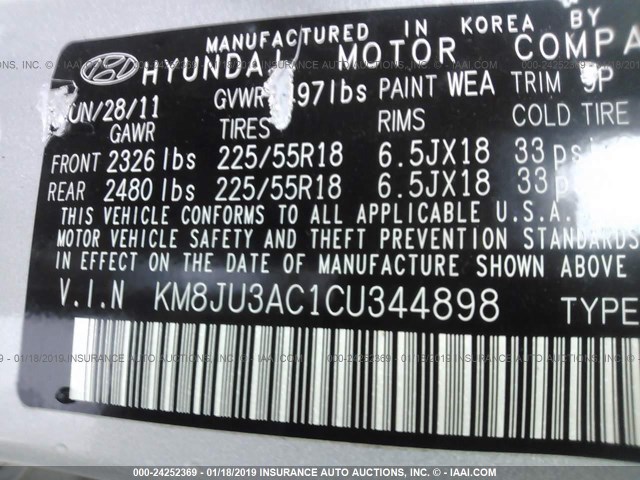 MANUFACTURED IN KOREA BY
HYUNDAI MOTOR COMPA
JUN/28/11 GVWR 497lbs PAINT WEA TRIM 9P
GAWR TIRES RIMS COLD TIRE
FRONT 2326 lbs 225/55R18 6.5JX18 33 psi
REAR 2480 lbs 225/55R18 6.5JX18 33
THIS VEHICLE CONFORMS TO ALL APPLICABLE U.S.A.
MOTOR VEHICLE SAFETY AND THEFT PREVENTION STANDARDS
IN EFFECT ON THE DATE OF MANUFACTURE SHOWN ABOVE
V.I.N KM8JU3AC1CU344898 TYPE
000-24252369 - 01/18/2019 INSURANCE AUTO AUCTIONS, INC. - © IAAI.COM